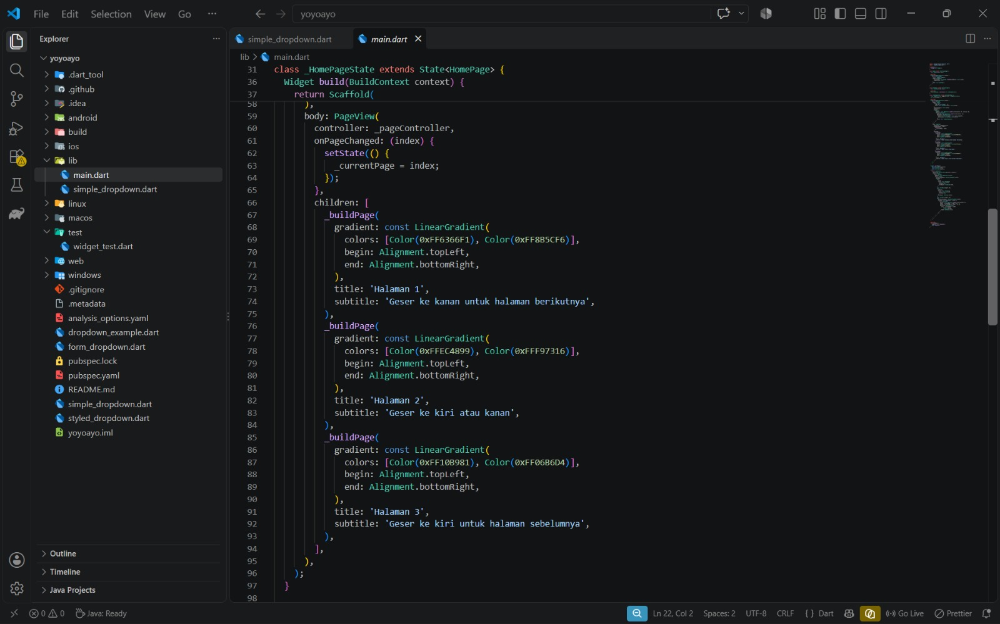 File Edit Selection View Go ···
yoyoayo
Explorer ···
yoyoayo
.dart_tool
.github
.idea
android
build
ios
lib
main.dart
simple_dropdown.dart
linux
macos
test
widget_test.dart
web
windows
.gitignore
.metadata
analysis_options.yaml
dropdown_example.dart
form_dropdown.dart
pubspec.lock
pubspec.yaml
README.md
simple_dropdown.dart
styled_dropdown.dart
yoyoayo.iml
Outline
Timeline
Java Projects
simple_dropdown.dart main.dart
lib > main.dart
31 class _HomePageState extends State<HomePage> {
36 Widget build(BuildContext context) {
37 return Scaffold(
58 ),
59 body: PageView(
60 controller: _pageController,
61 onPageChanged: (index) {
62 setState(() {
63 _currentPage = index;
64 });
65 },
66 children: [
67 _buildPage(
68 gradient: const LinearGradient(
69 colors: [Color(0xFF6366F1), Color(0xFF8B5CF6)],
70 begin: Alignment.topLeft,
71 end: Alignment.bottomRight,
72 ),
73 title: 'Halaman 1',
74 subtitle: 'Geser ke kanan untuk halaman berikutnya',
75 ),
76 _buildPage(
77 gradient: const LinearGradient(
78 colors: [Color(0xFFEC4899), Color(0xFFF97316)],
79 begin: Alignment.topLeft,
80 end: Alignment.bottomRight,
81 ),
82 title: 'Halaman 2',
83 subtitle: 'Geser ke kiri atau kanan',
84 ),
85 _buildPage(
86 gradient: const LinearGradient(
87 colors: [Color(0xFF10B981), Color(0xFF06B6D4)],
88 begin: Alignment.topLeft,
89 end: Alignment.bottomRight,
90 ),
91 title: 'Halaman 3',
92 subtitle: 'Geser ke kiri untuk halaman sebelumnya',
93 ),
94 ],
95 ),
96 );
97 }
98
0 0 Java: Ready Ln 22, Col 2 Spaces: 2 UTF-8 CRLF { } Dart Go Live Prettier